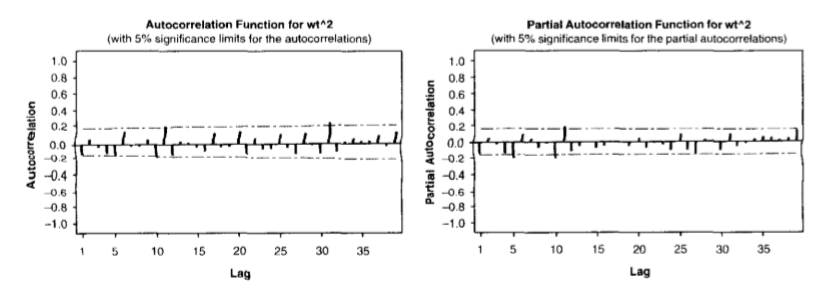 Autocorrelation Function for wt^2
(with 5% significance limits for the autocorrelations)
Autocorrelation
1.0
0.8
0.6
0.4
0.2
0.0
−0.2
−0.4
−0.6
−0.8
−1.0
1 5 10 15 20 25 30 35
Lag
Partial Autocorrelation Function for wt^2
(with 5% significance limits for the partial autocorrelations)
Partial Autocorrelation
1.0
0.8
0.6
0.4
0.2
0.0
−0.2
−0.4
−0.6
−0.8
−1.0
1 5 10 15 20 25 30 35
Lag